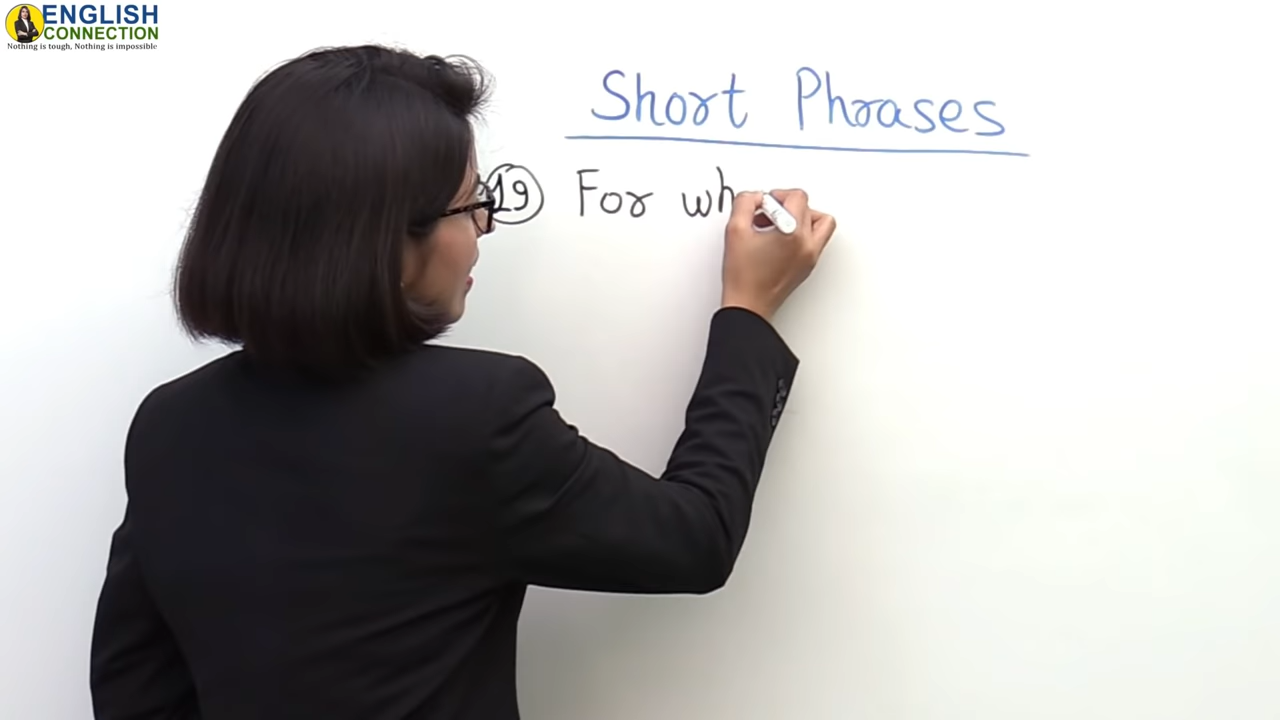 ENGLISH
CONNECTION
Nothing is tough, Nothing is impossible
Short Phrases
19 For wh